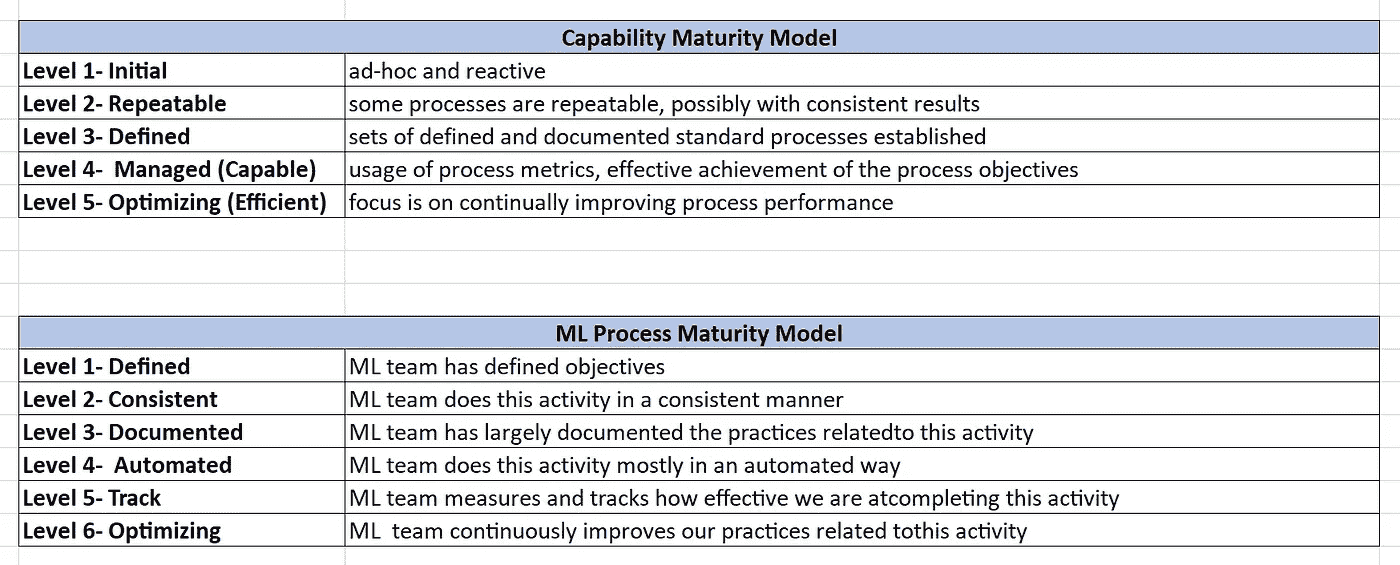 Capability Maturity Model
Level 1- Initial ad-hoc and reactive
Level 2- Repeatable some processes are repeatable, possibly with consistent results
Level 3- Defined sets of defined and documented standard processes established
Level 4-  Managed (Capable) usage of process metrics, effective achievement of the process objectives
Level 5- Optimizing (Efficient) focus is on continually improving process performance
ML Process Maturity Model
Level 1- Defined ML team has defined objectives
Level 2- Consistent ML team does this activity in a consistent manner
Level 3- Documented ML team has largely documented the practices relatedto this activity
Level 4-  Automated ML team does this activity mostly in an automated way
Level 5- Track ML team measures and tracks how effective we are atcompleting this activity
Level 6- Optimizing ML  team continuously improves our practices related tothis activity